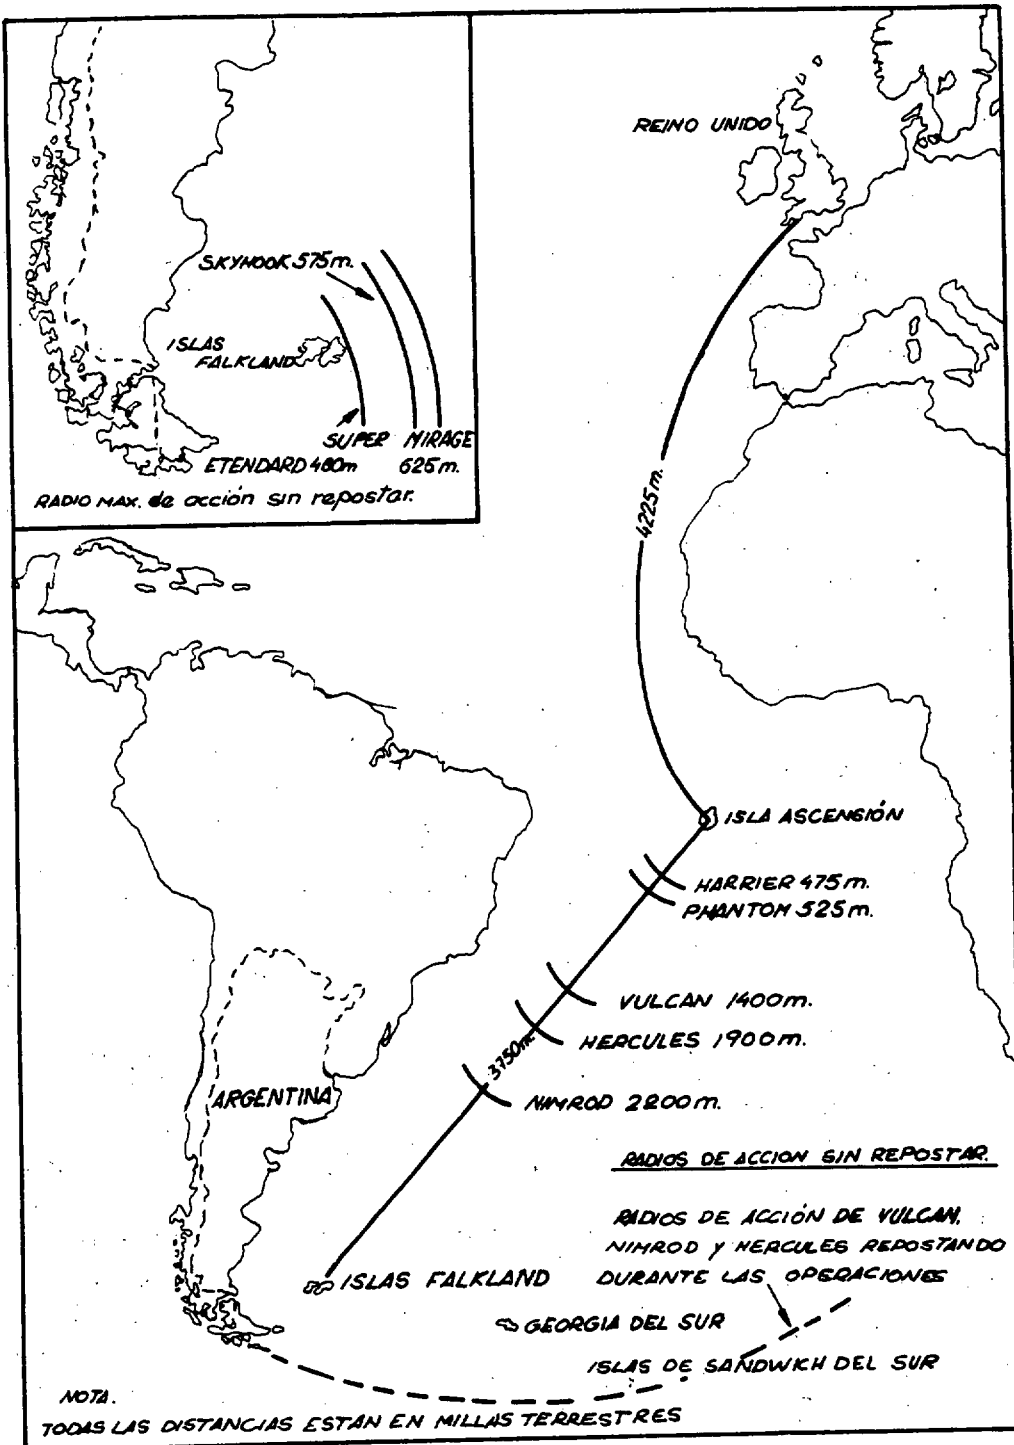 SKYHOOK 575m.
ISLAS
FALKLAND
SUPER
ETENDARD 460m
MIRAGE
625m.
RADIO MAX. de acción sin repostar.
REINO UNIDO
4225m.
ISLA ASCENSIÓN
HARRIER 475m.
PHANTOM 525m.
VULCAN 1400m.
HERCULES 1900m.
3750m.
NIMROD 2200m.
ARGENTINA
RADIOS DE ACCION SIN REPOSTAR.
RADIOS DE ACCIÓN DE VULCAN,
NIMROD Y HERCULES REPOSTANDO
DURANTE LAS OPERACIONES
ISLAS FALKLAND
GEORGIA DEL SUR
ISLAS DE SANDWICH DEL SUR
NOTA.
TODAS LAS DISTANCIAS ESTÁN EN MILLAS TERRESTRES